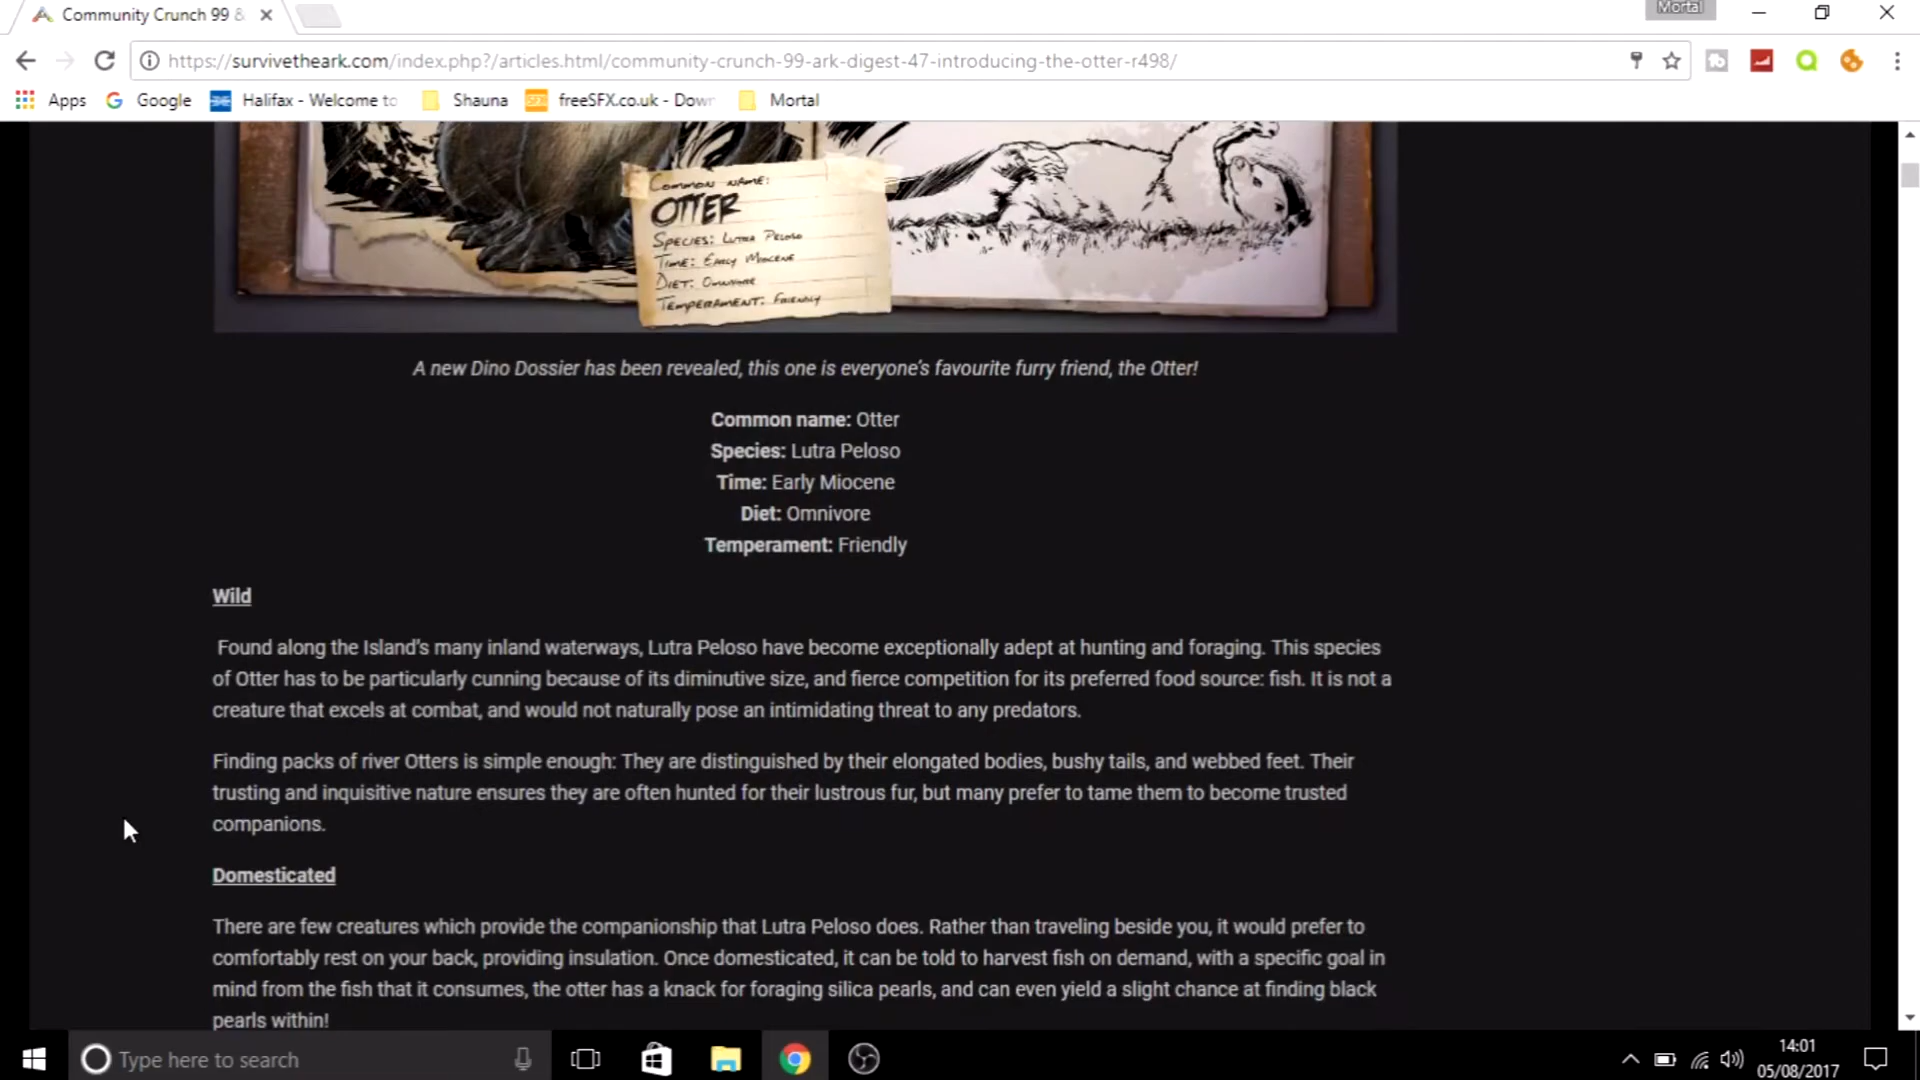 Community Crunch 99 &
Mortal
https://survivetheark.com/index.php?/articles.html/community-crunch-99-ark-digest-47-introducing-the-otter-r498/
Apps Google Halifax - Welcome to Shauna freeSFX.co.uk - Dow Mortal
Common name:
Otter
Species: Lutra Peloso
Time: Early Miocene
Diet: Omnivore
Temperament: Friendly
A new Dino Dossier has been revealed, this one is everyone's favourite furry friend, the Otter!
Common name: Otter
Species: Lutra Peloso
Time: Early Miocene
Diet: Omnivore
Temperament: Friendly
Wild
Found along the Island's many inland waterways, Lutra Peloso have become exceptionally adept at hunting and foraging. This species
of Otter has to be particularly cunning because of its diminutive size, and fierce competition for its preferred food source: fish. It is not a
creature that excels at combat, and would not naturally pose an intimidating threat to any predators.
Finding packs of river Otters is simple enough: They are distinguished by their elongated bodies, bushy tails, and webbed feet. Their
trusting and inquisitive nature ensures they are often hunted for their lustrous fur, but many prefer to tame them to become trusted
companions.
Domesticated
There are few creatures which provide the companionship that Lutra Peloso does. Rather than traveling beside you, it would prefer to
comfortably rest on your back, providing insulation. Once domesticated, it can be told to harvest fish on demand, with a specific goal in
mind from the fish that it consumes, the otter has a knack for foraging silica pearls, and can even yield a slight chance at finding black
pearls within!
Type here to search
14:01
05/08/2017